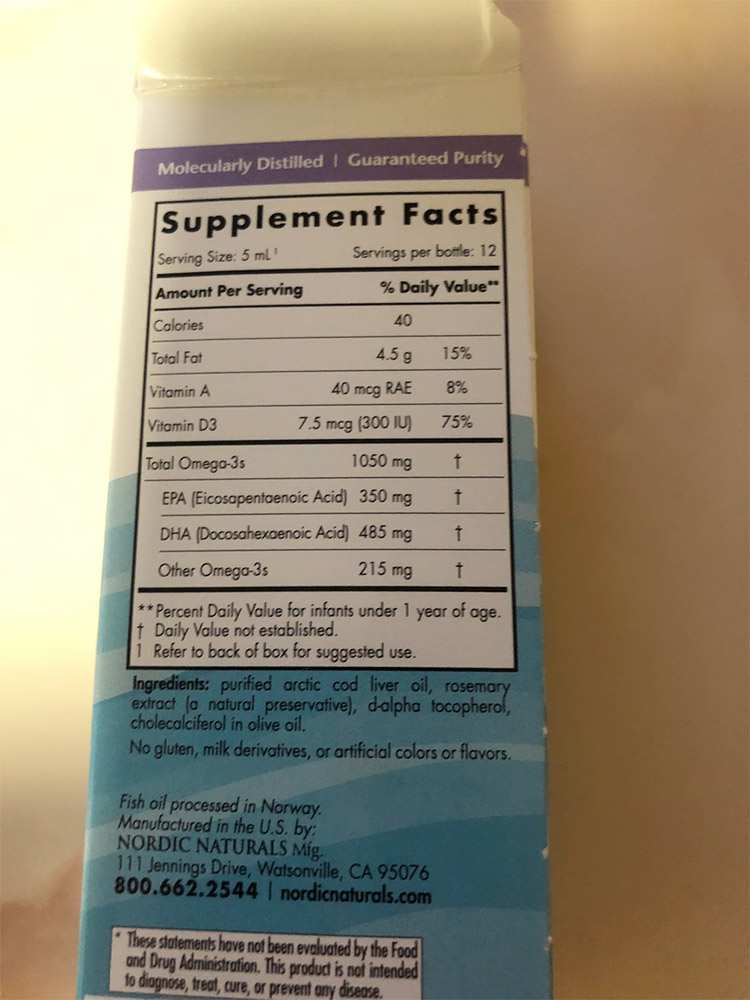 Molecularly Distilled | Guaranteed Purity
Supplement Facts
Serving Size: 5 mL¹ Servings per bottle: 12
Amount Per Serving % Daily Value**
Calories 40
Total Fat 4.5 g 15%
Vitamin A 40 mcg RAE 8%
Vitamin D3 7.5 mcg (300 IU) 75%
Total Omega-3s 1050 mg †
EPA (Eicosapentaenoic Acid) 350 mg †
DHA (Docosahexaenoic Acid) 485 mg †
Other Omega-3s 215 mg †
**Percent Daily Value for infants under 1 year of age.
† Daily Value not established.
1 Refer to back of box for suggested use.
Ingredients: purified arctic cod liver oil, rosemary
extract (a natural preservative), d-alpha tocopherol,
cholecalciferol in olive oil.
No gluten, milk derivatives, or artificial colors or flavors.
Fish oil processed in Norway.
Manufactured in the U.S. by:
NORDIC NATURALS Mfg.
111 Jennings Drive, Watsonville, CA 95076
800.662.2544 | nordicnaturals.com
* These statements have not been evaluated by the Food
and Drug Administration. This product is not intended
to diagnose, treat, cure, or prevent any disease.